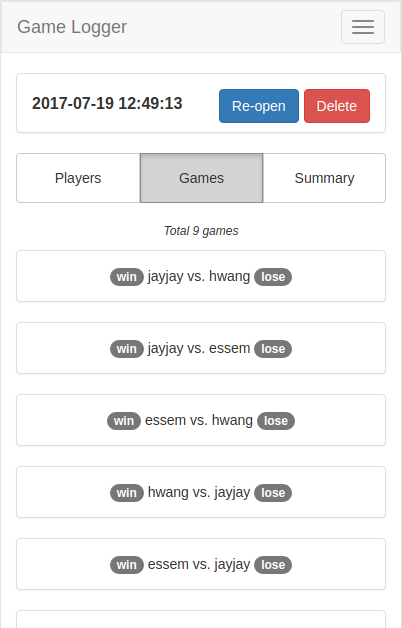 Game Logger
2017-07-19 12:49:13 Re-open Delete
Players Games Summary
Total 9 games
win jayjay vs. hwang lose
win jayjay vs. essem lose
win essem vs. hwang lose
win hwang vs. jayjay lose
win essem vs. jayjay lose